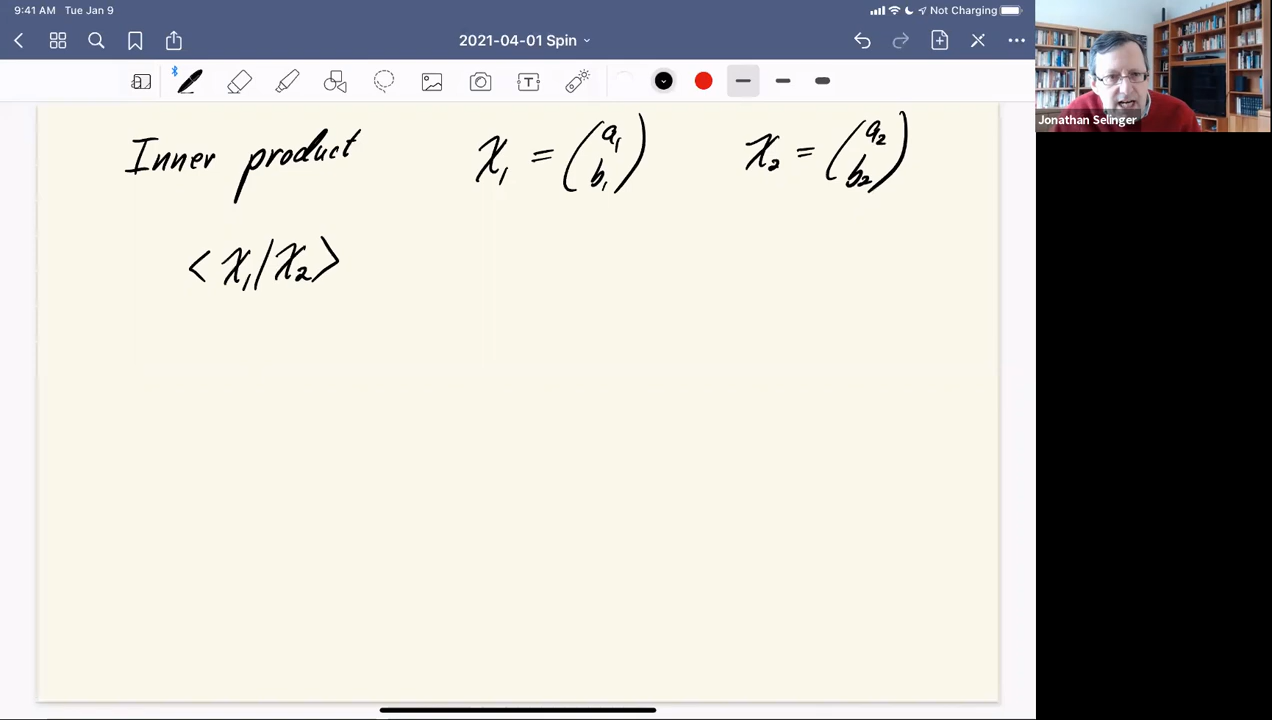 9:41 AM Tue Jan 9
Not Charging
2021-04-01 Spin
T
Jonathan Selinger
Inner product χ₁ = (a₁ b₁) χ₂ = (a₂ b₂)
<χ₁|χ₂>